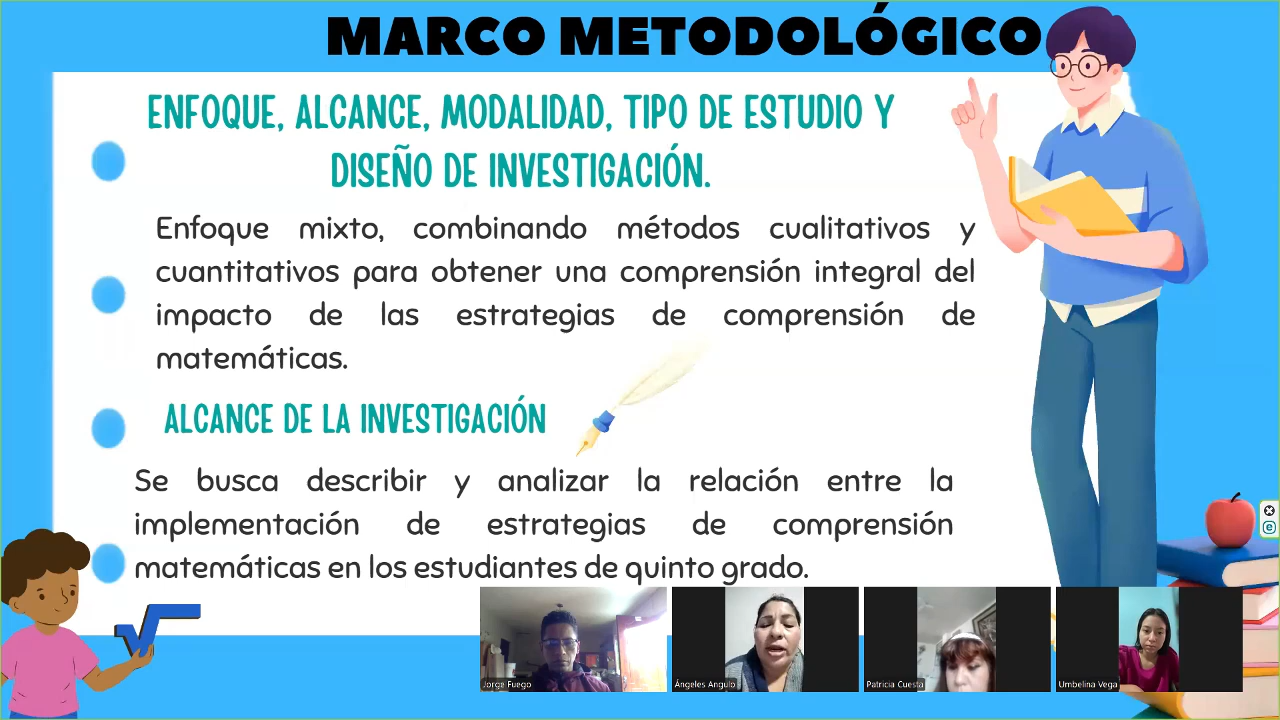 MARCO METODOLÓGICO
ENFOQUE, ALCANCE, MODALIDAD, TIPO DE ESTUDIO Y
DISEÑO DE INVESTIGACIÓN.
Enfoque mixto, combinando métodos cualitativos y
cuantitativos para obtener una comprensión integral del
impacto de las estrategias de comprensión de
matemáticas.
ALCANCE DE LA INVESTIGACIÓN
Se busca describir y analizar la relación entre la
implementación de estrategias de comprensión
matemáticas en los estudiantes de quinto grado.
Jorge Fuego
Ángeles Angulo
Patricia Cuesta
Umbelina Vega